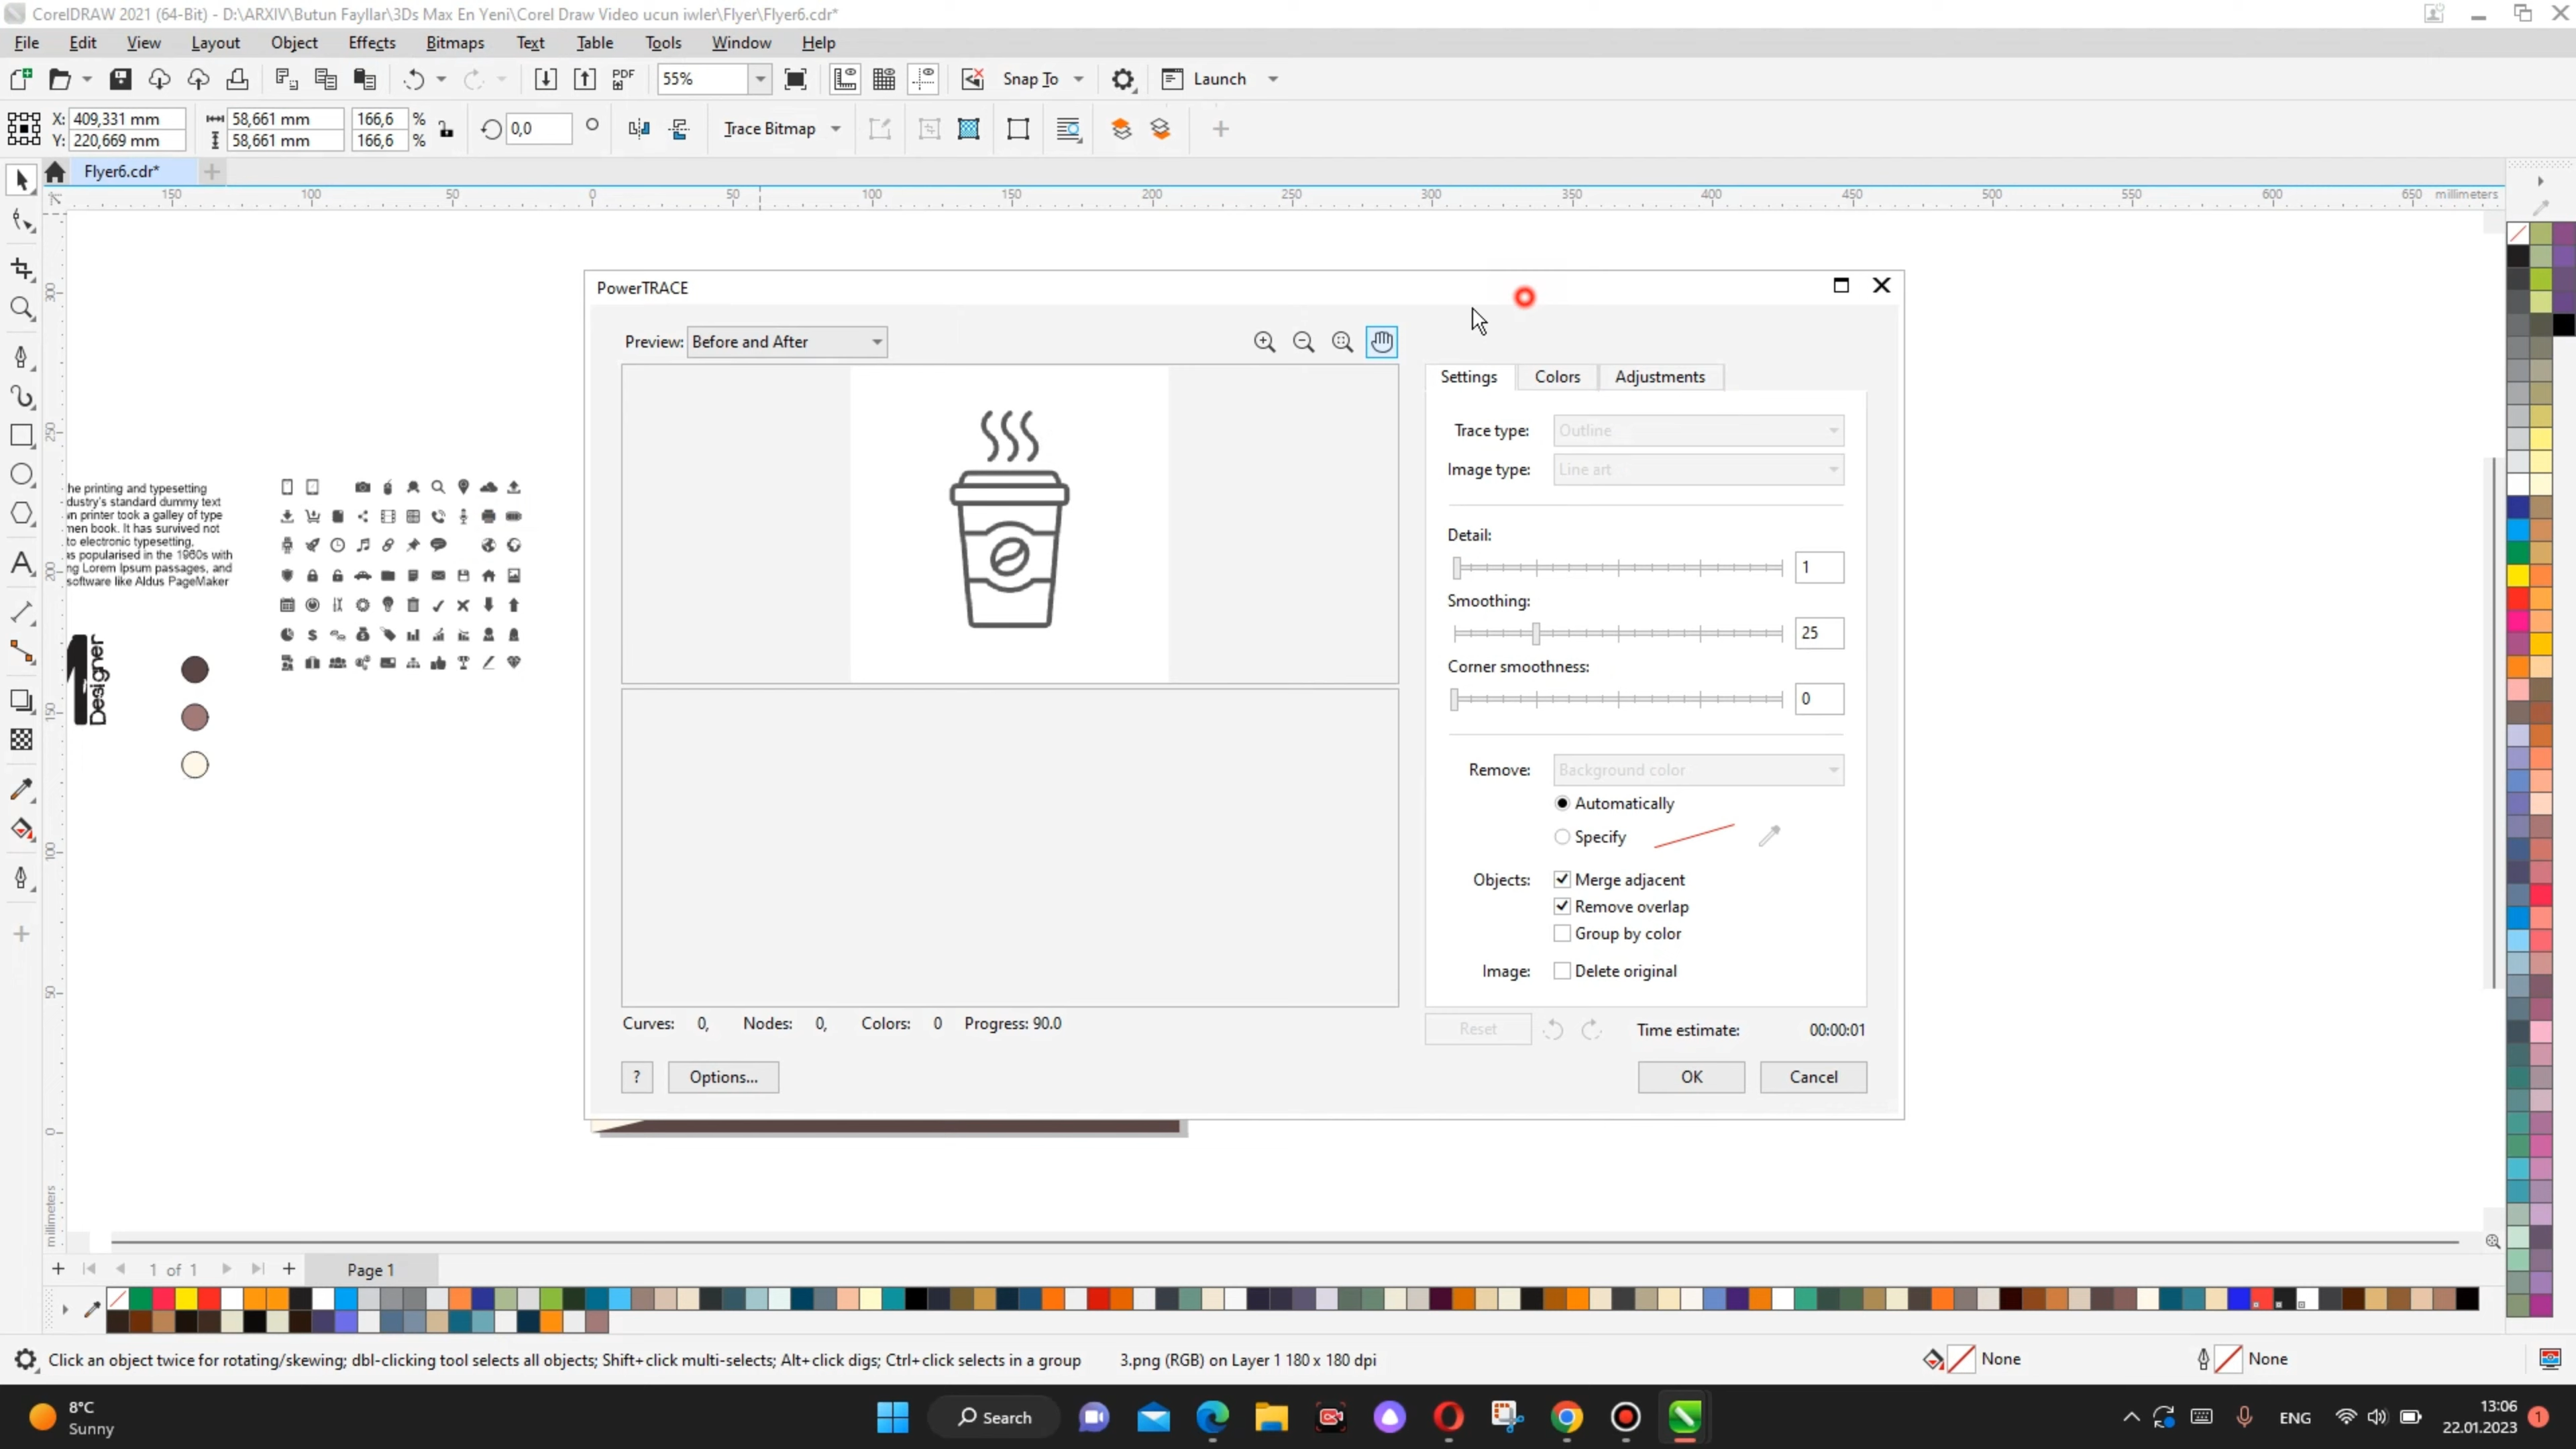 CorelDRAW 2021 (64-Bit) - D:\ARXIV\Butun Fayllar\3Ds Max En Yeni\Corel Draw Video ucun iwler\Flyer\Flyer6.cdr*
File Edit View Layout Object Effects Bitmaps Text Table Tools Window Help
PDF 55% Snap To Launch
X: 409,331 mm 58,661 mm 166,6 % 0,0 Trace Bitmap
Y: 220,669 mm 58,661 mm 166,6 %
Flyer6.cdr*
150 100 50 0 50 100 150 200 250 300 350 400 450 500 550 600 650 millimeters
300
250
200
150
100
50
0
millimeters
he printing and typesetting
dustry's standard dummy text
n printer took a galley of type
men book. It has survived not
to electronic typesetting,
as popularised in the 1960s with
ng Lorem Ipsum passages, and
software like Aldus PageMaker
1
Designer
PowerTRACE
Preview: Before and After
Settings Colors Adjustments
Trace type: Outline
Image type: Line art
Detail:
1
Smoothing:
25
Corner smoothness:
0
Remove: Background color
Automatically
Specify
Objects: Merge adjacent
Remove overlap
Group by color
Image: Delete original
Curves: 0, Nodes: 0, Colors: 0 Progress: 90.0
Reset Time estimate: 00:00:01
? Options... OK Cancel
1 of 1 Page 1
Click an object twice for rotating/skewing; dbl-clicking tool selects all objects; Shift+click multi-selects; Alt+click digs; Ctrl+click selects in a group 3.png (RGB) on Layer 1 180 x 180 dpi None None
8°C
Sunny
Search
ENG
13:06
22.01.2023
1